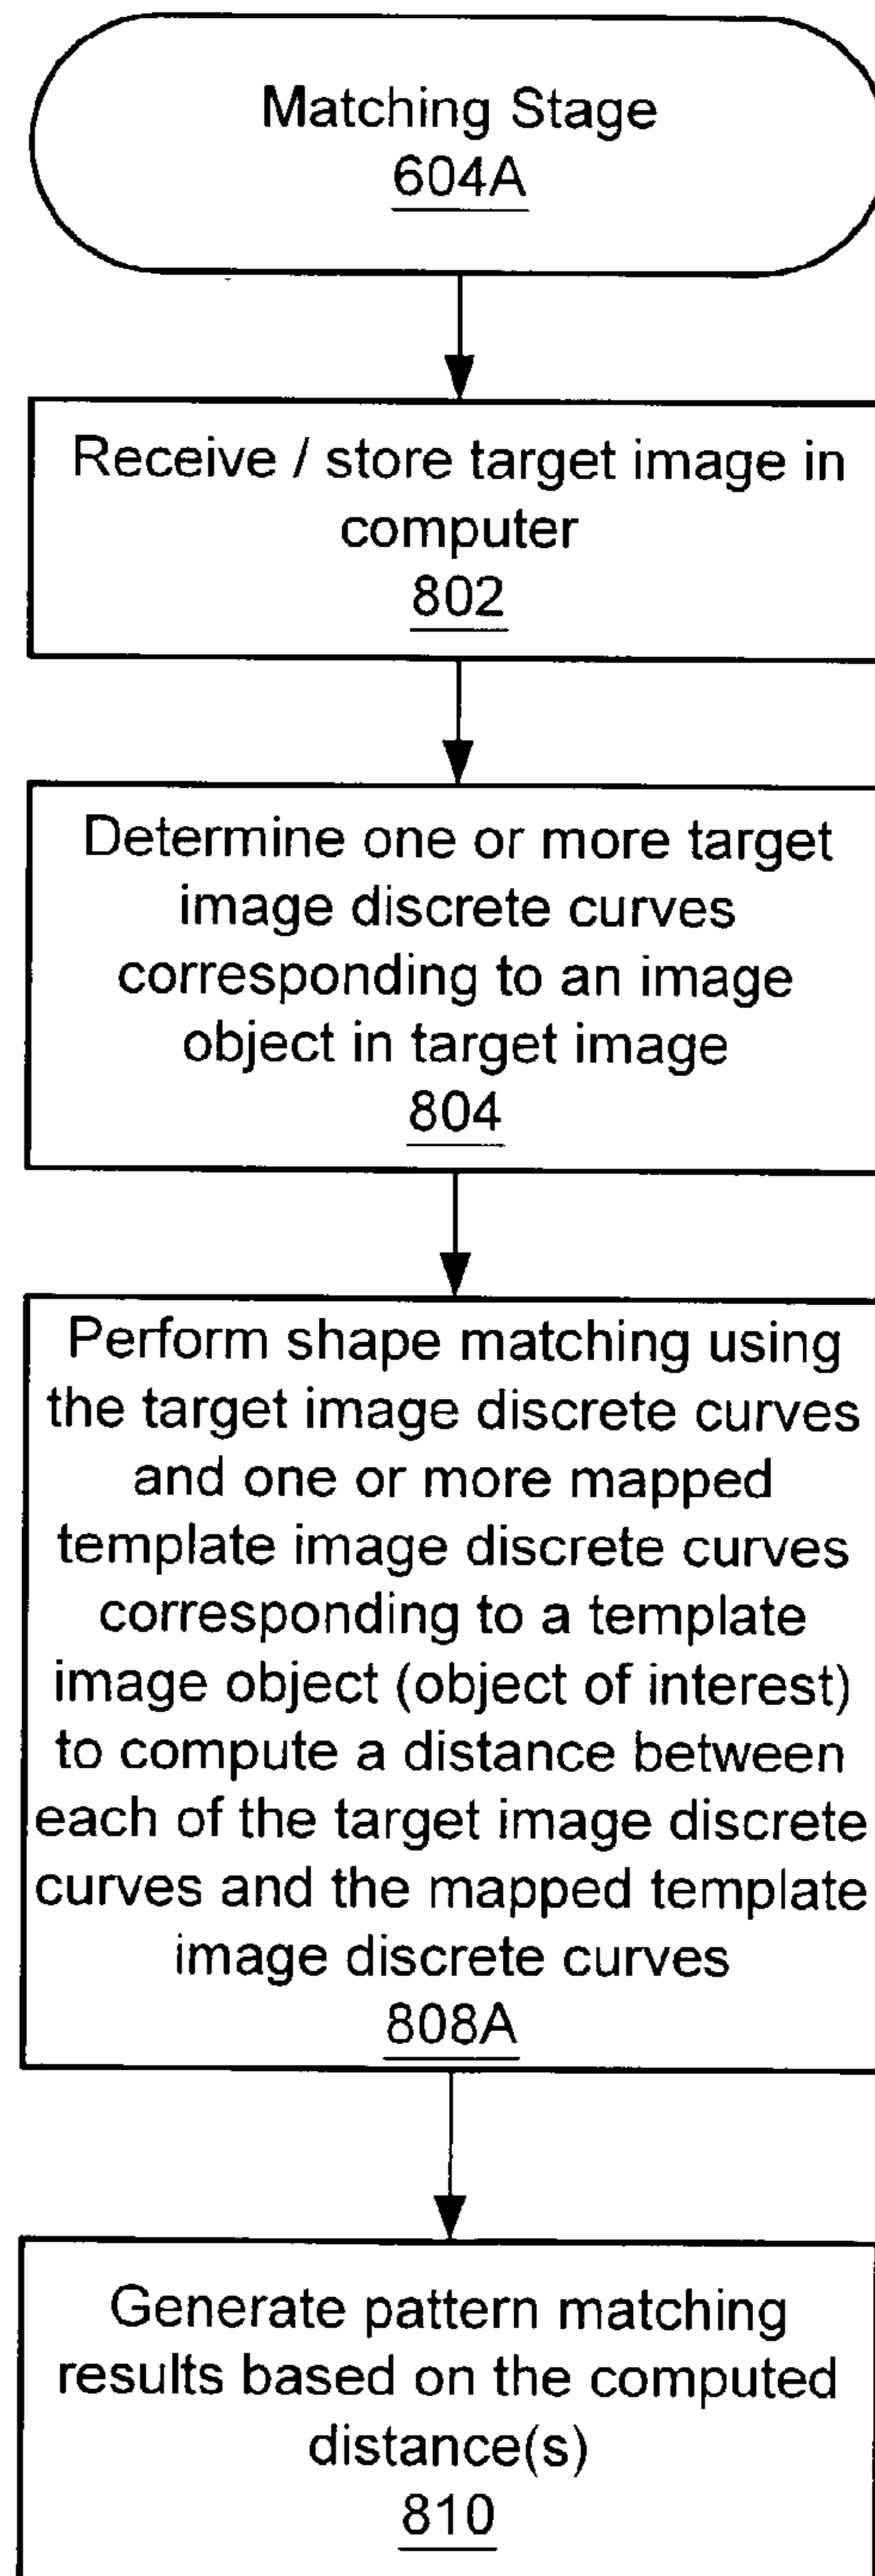 Matching Stage
604A
Receive / store target image in
computer
802
Determine one or more target
image discrete curves
corresponding to an image
object in target image
804
Perform shape matching using
the target image discrete curves
and one or more mapped
template image discrete curves
corresponding to a template
image object (object of interest)
to compute a distance between
each of the target image discrete
curves and the mapped template
image discrete curves
808A
Generate pattern matching
results based on the computed
distance(s)
810